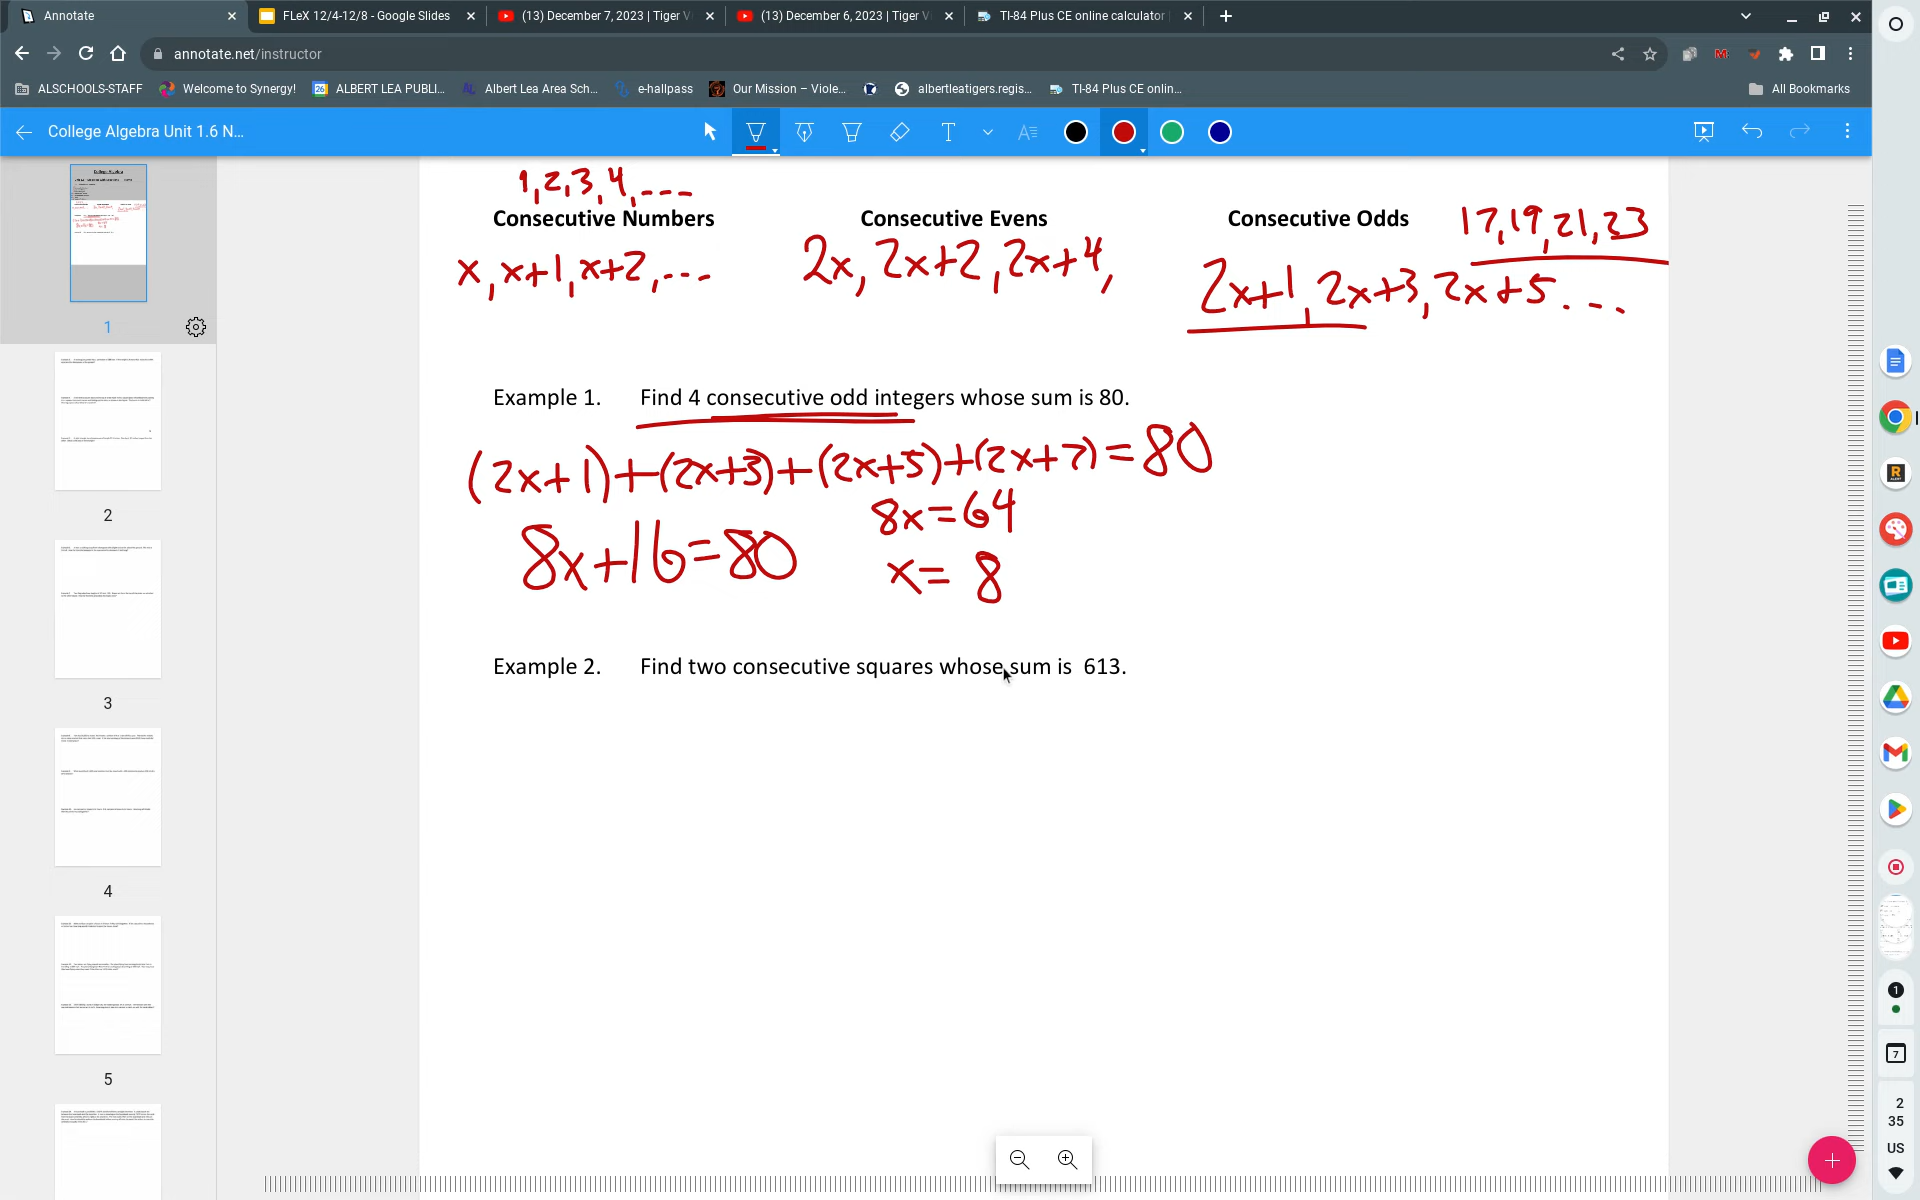 Annotate
FLeX 12/4-12/8 - Google Slides
(13) December 7, 2023 | Tiger V
(13) December 6, 2023 | Tiger V
TI-84 Plus CE online calculator
annotate.net/instructor
ALSCHOOLS-STAFF
Welcome to Synergy!
ALBERT LEA PUBLI...
Albert Lea Area Sch...
e-hallpass
Our Mission – Viole...
albertleatigers.regis...
TI-84 Plus CE onlin...
All Bookmarks
College Algebra Unit 1.6 N...
1,2,3,4,---
Consecutive Numbers
Consecutive Evens
Consecutive Odds
17,19,21,23
x, x+1, x+2, ...
2x, 2x+2, 2x+4,
2x+1, 2x+3, 2x+5 ...
Example 1. Find 4 consecutive odd integers whose sum is 80.
(2x+1)+(2x+3)+(2x+5)+(2x+7)=80
8x=64
8x+16=80
x= 8
Example 2. Find two consecutive squares whose sum is 613.
1
2
3
4
5
1
7
2
35
US